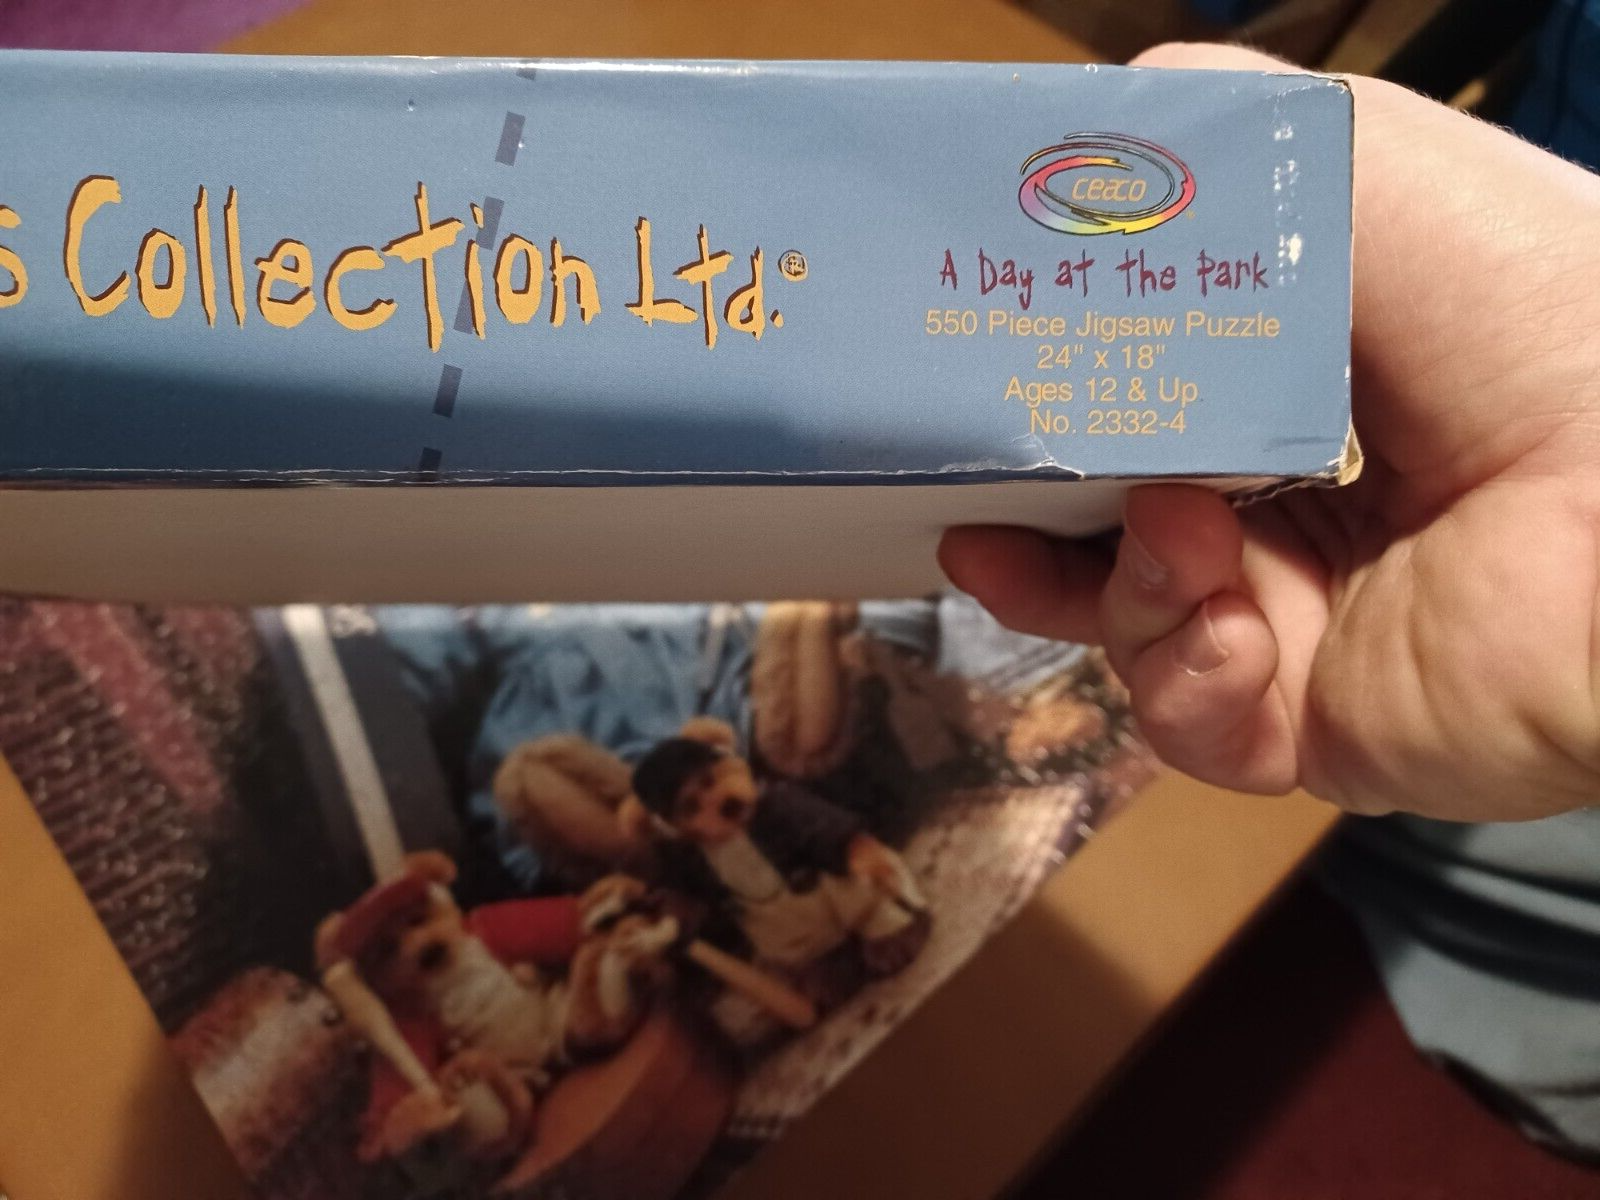 s Collection Ltd.®
ceaco
A Day at the Park
550 Piece Jigsaw Puzzle
24" x 18"
Ages 12 & Up
No. 2332-4